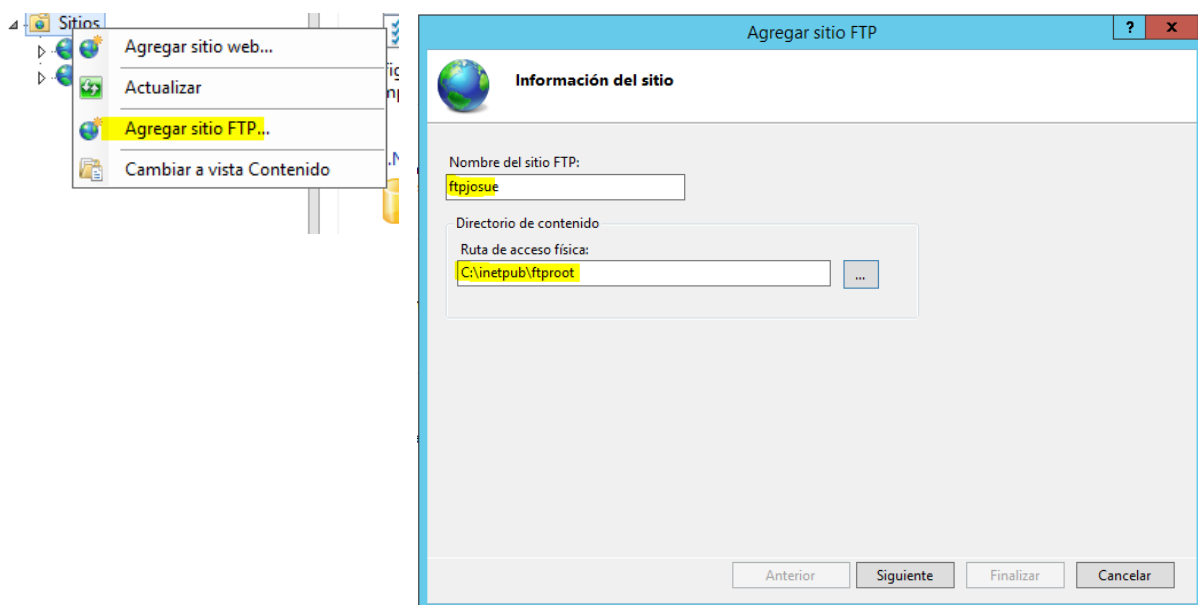 Sitios
Agregar sitio web...
Actualizar
Agregar sitio FTP...
Cambiar a vista Contenido
Agregar sitio FTP
?
x
Información del sitio
Nombre del sitio FTP:
ftpjosue
Directorio de contenido
Ruta de acceso física:
C:\inetpub\ftproot
...
Anterior
Siguiente
Finalizar
Cancelar